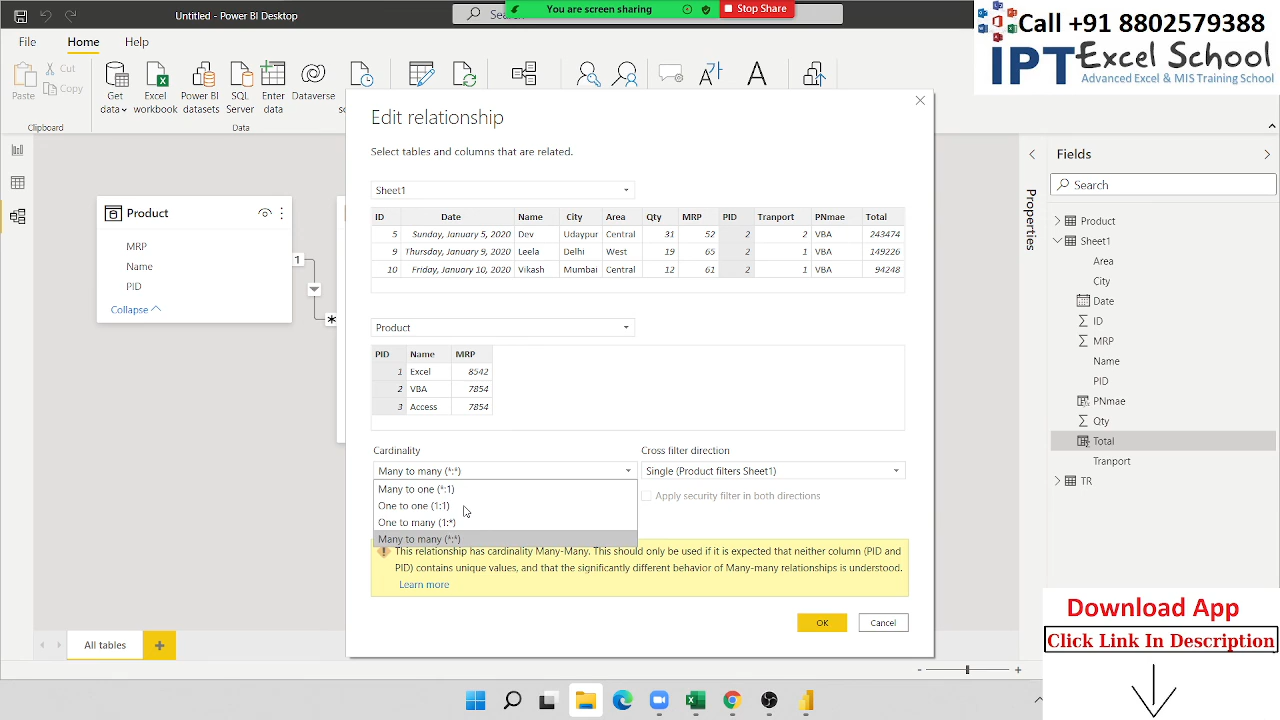 Untitled - Power BI Desktop
You are screen sharing
Stop Share
Call +91 8802579388
IPT Excel School
Advanced Excel & MIS Training School
File
Home
Help
Paste
Cut
Copy
Clipboard
Get data
Excel workbook
Power BI datasets
SQL Server
Enter data
Dataverse
Data
Edit relationship
Select tables and columns that are related.
Sheet1
ID Date Name City Area Qty MRP PID Tranport PNmae Total
5 Sunday, January 5, 2020 Dev Udaypur Central 31 52 2 2 VBA 243474
9 Thursday, January 9, 2020 Leela Delhi West 19 65 2 1 VBA 149226
10 Friday, January 10, 2020 Vikash Mumbai Central 12 61 2 1 VBA 94248
Product
PID Name MRP
1 Excel 8542
2 VBA 7854
3 Access 7854
Cardinality
Many to many (*:*)
Many to one (*:1)
One to one (1:1)
One to many (1:*)
Many to many (*:*)
Cross filter direction
Single (Product filters Sheet1)
Apply security filter in both directions
This relationship has cardinality Many-Many. This should only be used if it is expected that neither column (PID and
PID) contains unique values, and that the significantly different behavior of Many-many relationships is understood.
Learn more
OK
Cancel
Product
MRP
Name
PID
Collapse
1
*
All tables
Properties
Fields
Search
Product
Sheet1
Area
City
Date
ID
MRP
Name
PID
PNmae
Qty
Total
Tranport
TR
Download App
Click Link In Description